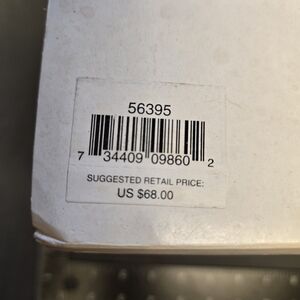 56395
7 34409 09860 2
SUGGESTED RETAIL PRICE:
US $68.00